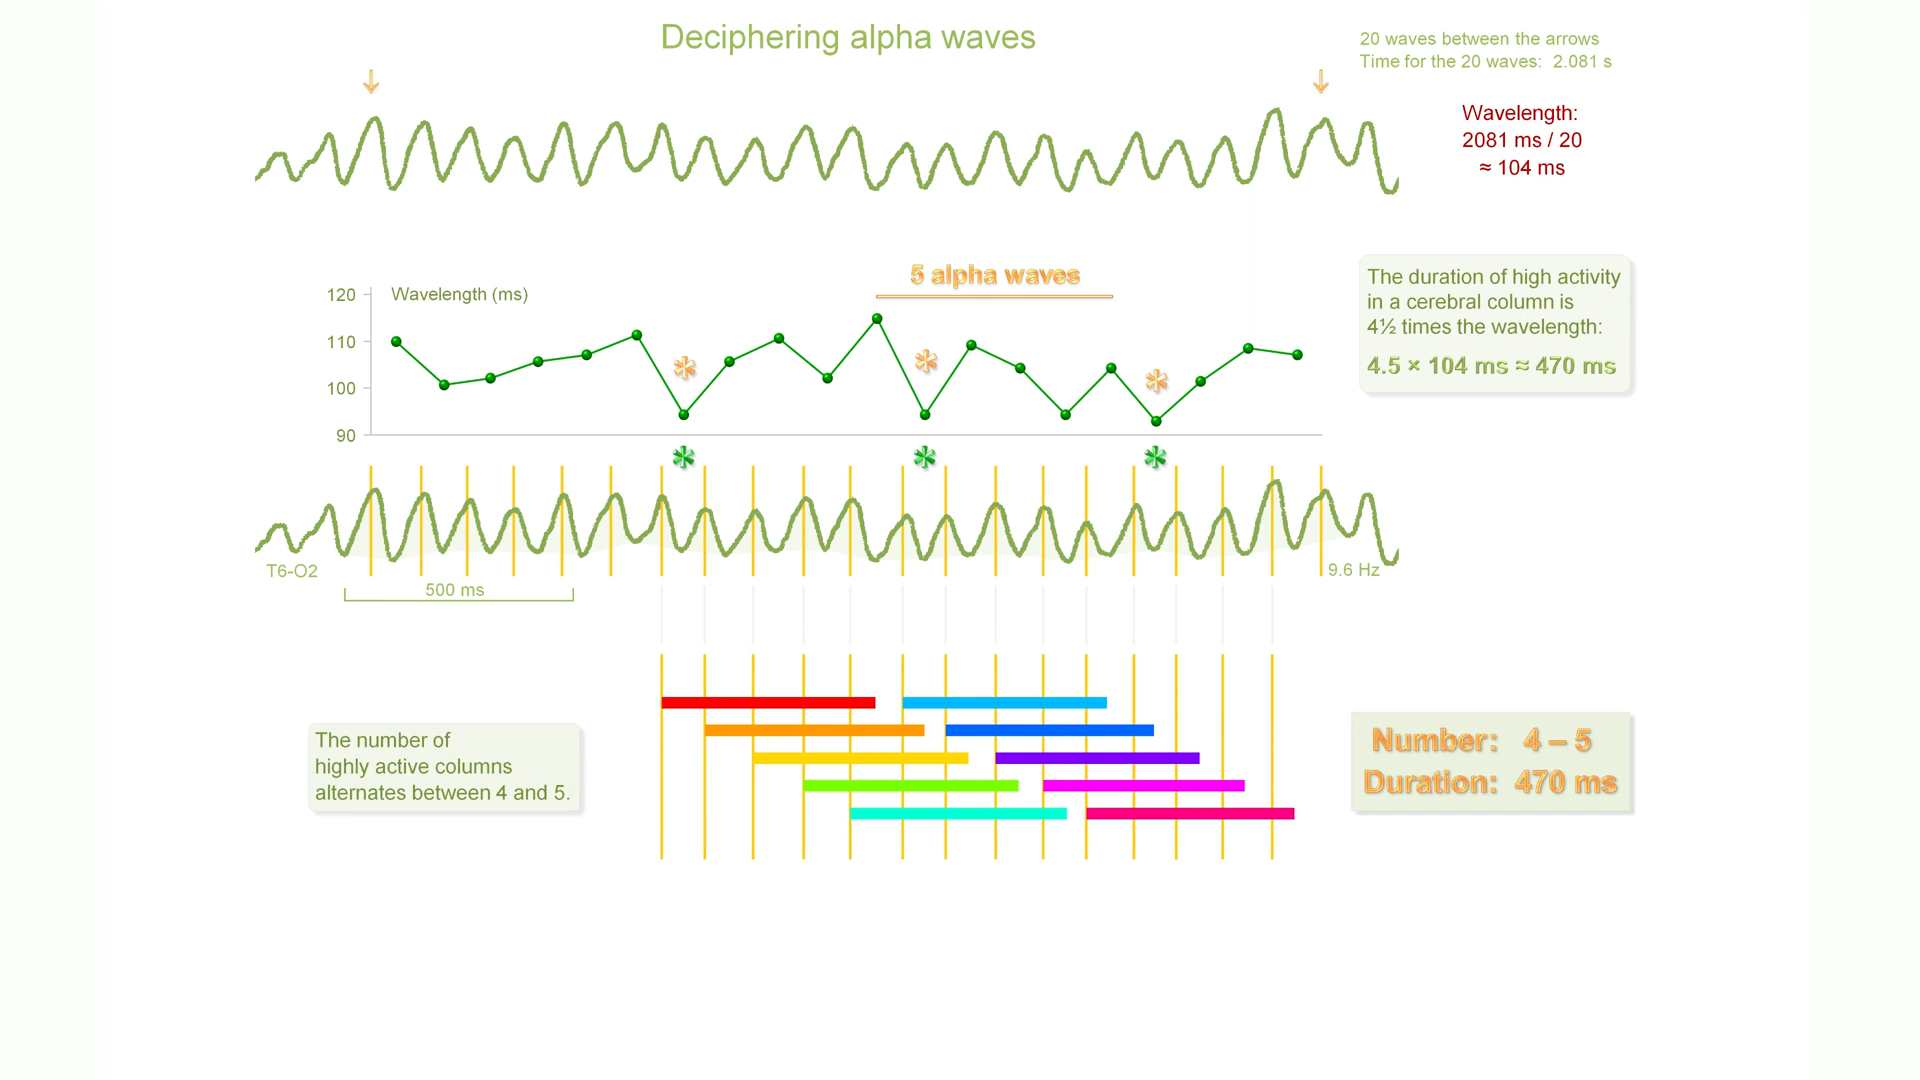 Deciphering alpha waves
20 waves between the arrows
Time for the 20 waves: 2.081 s
Wavelength:
2081 ms / 20
≈ 104 ms
5 alpha waves
Wavelength (ms)
120
110
100
90
The duration of high activity
in a cerebral column is
4½ times the wavelength:
4.5 × 104 ms ≈ 470 ms
T6-O2
9.6 Hz
500 ms
The number of
highly active columns
alternates between 4 and 5.
Number: 4 – 5
Duration: 470 ms